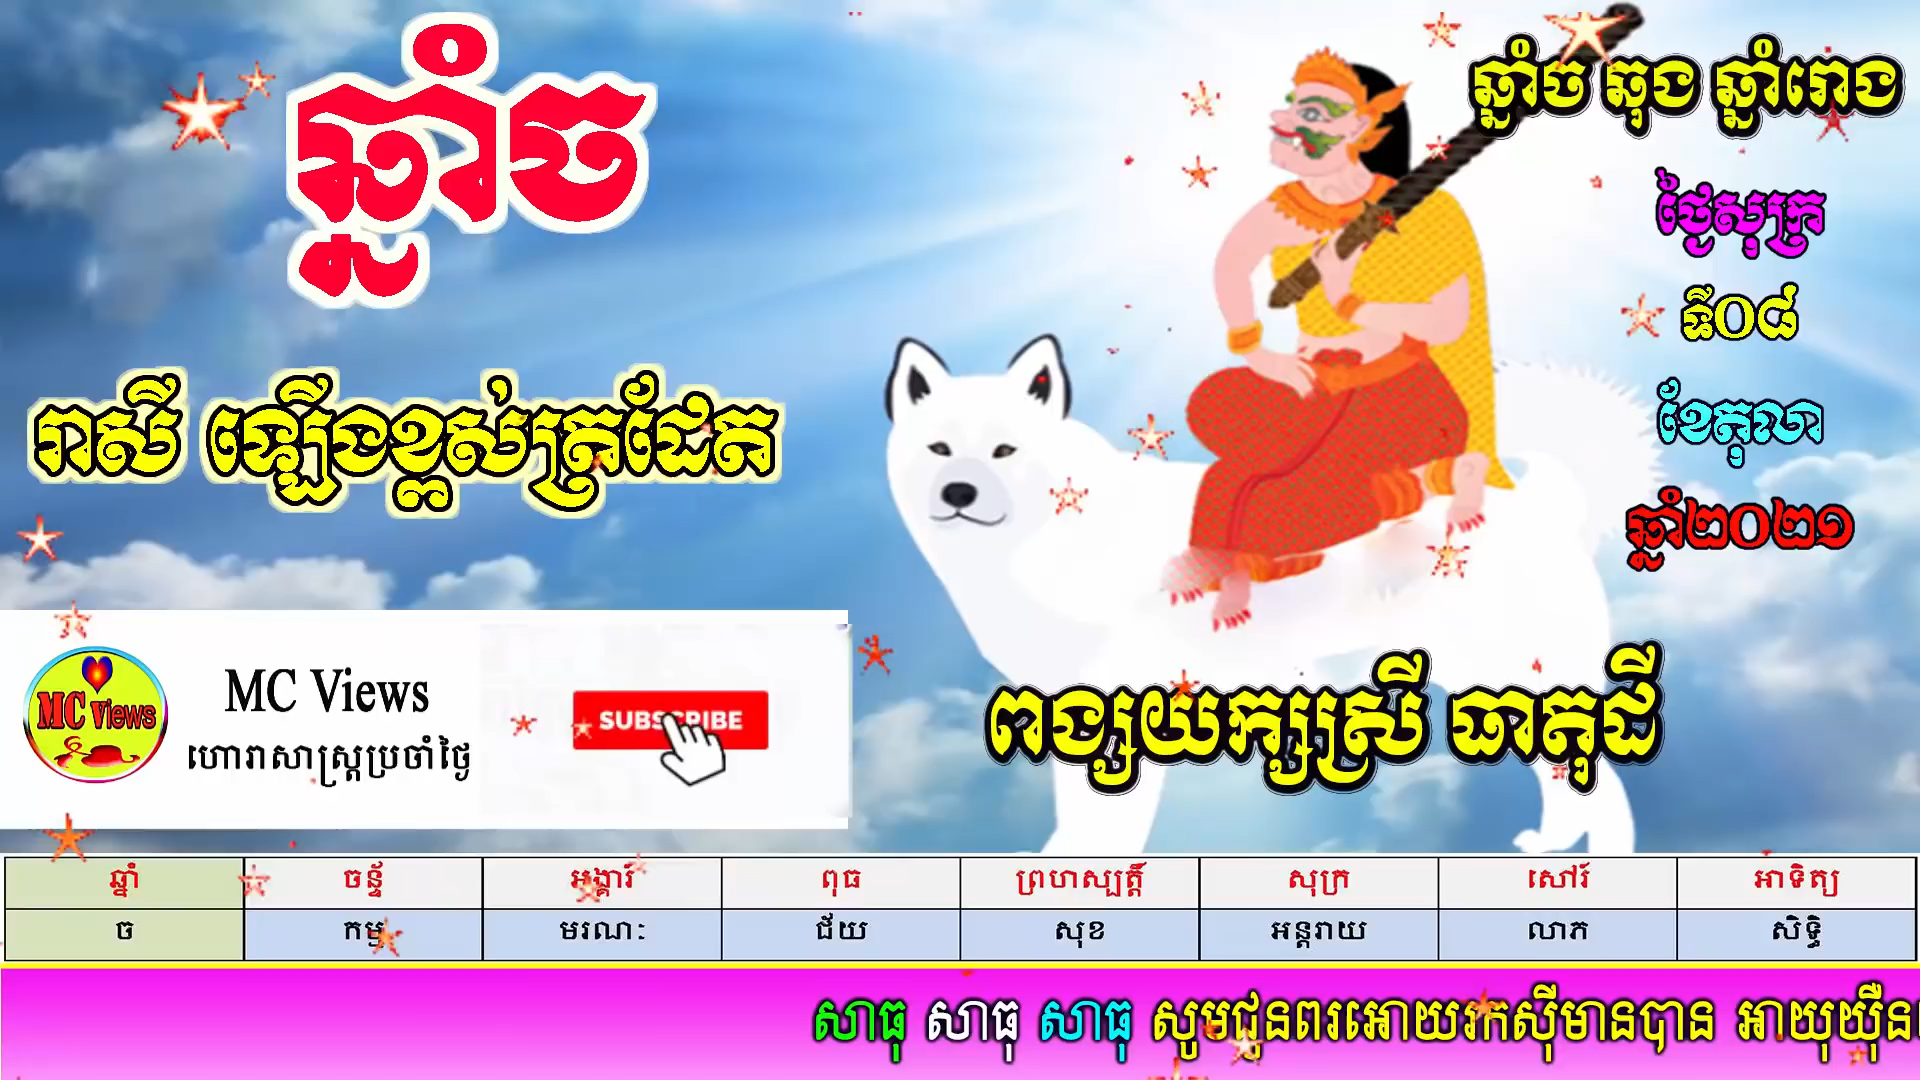 ឆ្នាំច
រាសី ឡើងខ្ពស់ត្រដែត
ឆ្នាំច ឆុង ឆ្នាំរោង
ថ្ងៃសុក្រ
ទី០៨
ខែតុលា
ឆ្នាំ២០២១
MC Views
MC Views
ហោរាសាស្ត្រប្រចាំថ្ងៃ
SUBSCRIBE
ពង្សយក្សស្រី ធាតុដី
ឆ្នាំ ចន្ទ័ អង្គារ៍ ពុធ ព្រហស្បត្តិ៍ សុក្រ សៅរ៍ អាទិត្យ
ច កម្ម មរណៈ ជ័យ សុខ អន្តរាយ លាភ សិទ្ធិ
សាធុ សាធុ សាធុ សូមជូនពរអោយរកស៊ីមានបាន អាយុយ៉ឺន